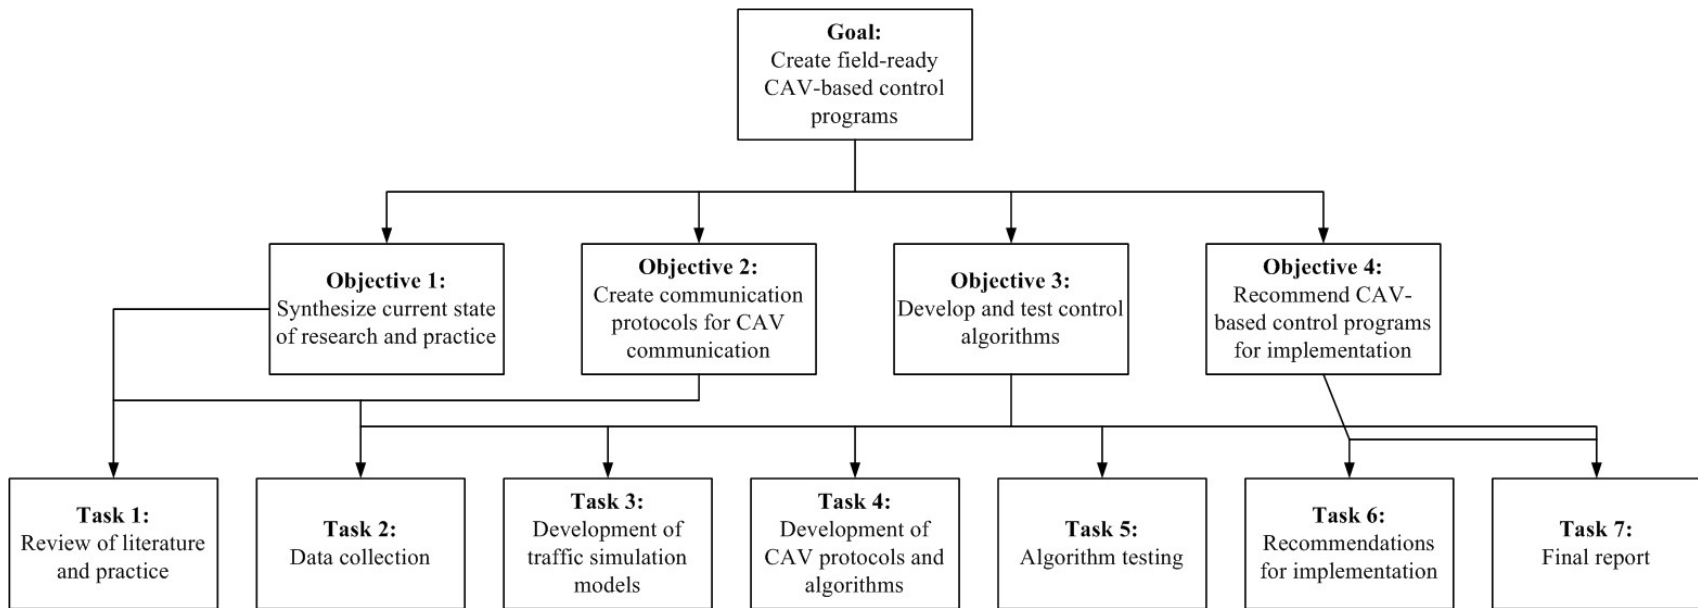 Goal:
Create field-ready
CAV-based control
programs
Objective 1:
Synthesize current state
of research and practice
Objective 2:
Create communication
protocols for CAV
communication
Objective 3:
Develop and test control
algorithms
Objective 4:
Recommend CAV-
based control programs
for implementation
Task 1:
Review of literature
and practice
Task 2:
Data collection
Task 3:
Development of
traffic simulation
models
Task 4:
Development of
CAV protocols and
algorithms
Task 5:
Algorithm testing
Task 6:
Recommendations
for implementation
Task 7:
Final report